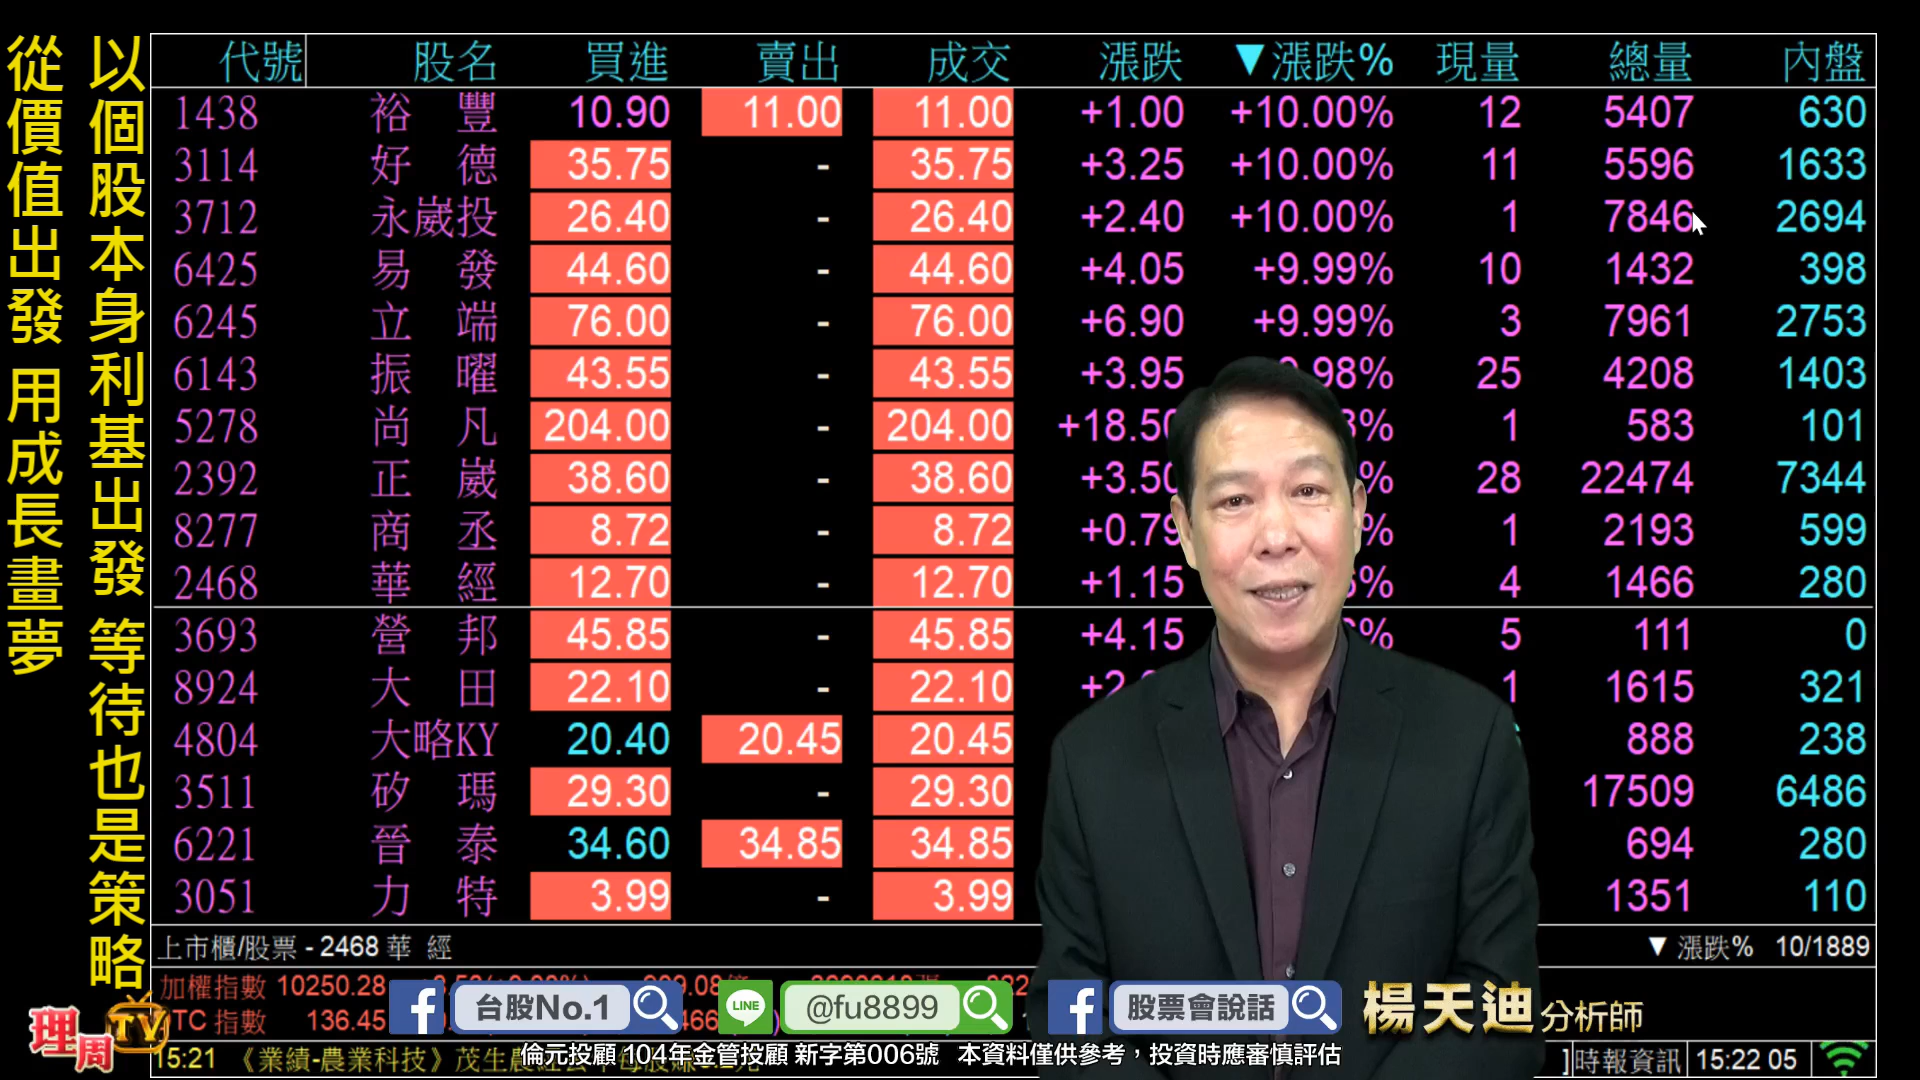 以個股本身利基出發 等待也是策略
從價值出發 用成長畫夢
代號 股名 買進 賣出 成交 漲跌 ▼漲跌% 現量 總量 內盤
1438 裕豐 10.90 11.00 11.00 +1.00 +10.00% 12 5407 630
3114 好德 35.75 - 35.75 +3.25 +10.00% 11 5596 1633
3712 永崴投 26.40 - 26.40 +2.40 +10.00% 1 7846 2694
6425 易發 44.60 - 44.60 +4.05 +9.99% 10 1432 398
6245 立端 76.00 - 76.00 +6.90 +9.99% 3 7961 2753
6143 振曜 43.55 - 43.55 +3.95 98% 25 4208 1403
5278 尚凡 204.00 - 204.00 +18.50 % 1 583 101
2392 正崴 38.60 - 38.60 +3.50 % 28 22474 7344
8277 商丞 8.72 - 8.72 +0.79 % 1 2193 599
2468 華經 12.70 - 12.70 +1.15 % 4 1466 280
3693 營邦 45.85 - 45.85 +4.15 % 5 111 0
8924 大田 22.10 - 22.10 +2. 1 1615 321
4804 大略KY 20.40 20.45 20.45 888 238
3511 矽瑪 29.30 - 29.30 17509 6486
6221 晉泰 34.60 34.85 34.85 694 280
3051 力特 3.99 - 3.99 1351 110
上市櫃/股票 - 2468 華 經 ▼ 漲跌% 10/1889
加權指數 10250.28
TC 指數 136.45
台股No.1
LINE @fu8899
股票會說話
楊天迪 分析師
理周TV
15:21 《業績-農業科技》茂生農
倫元投顧 104年金管投顧 新字第006號 本資料僅供參考，投資時應審慎評估
]時報資訊 15:22 05